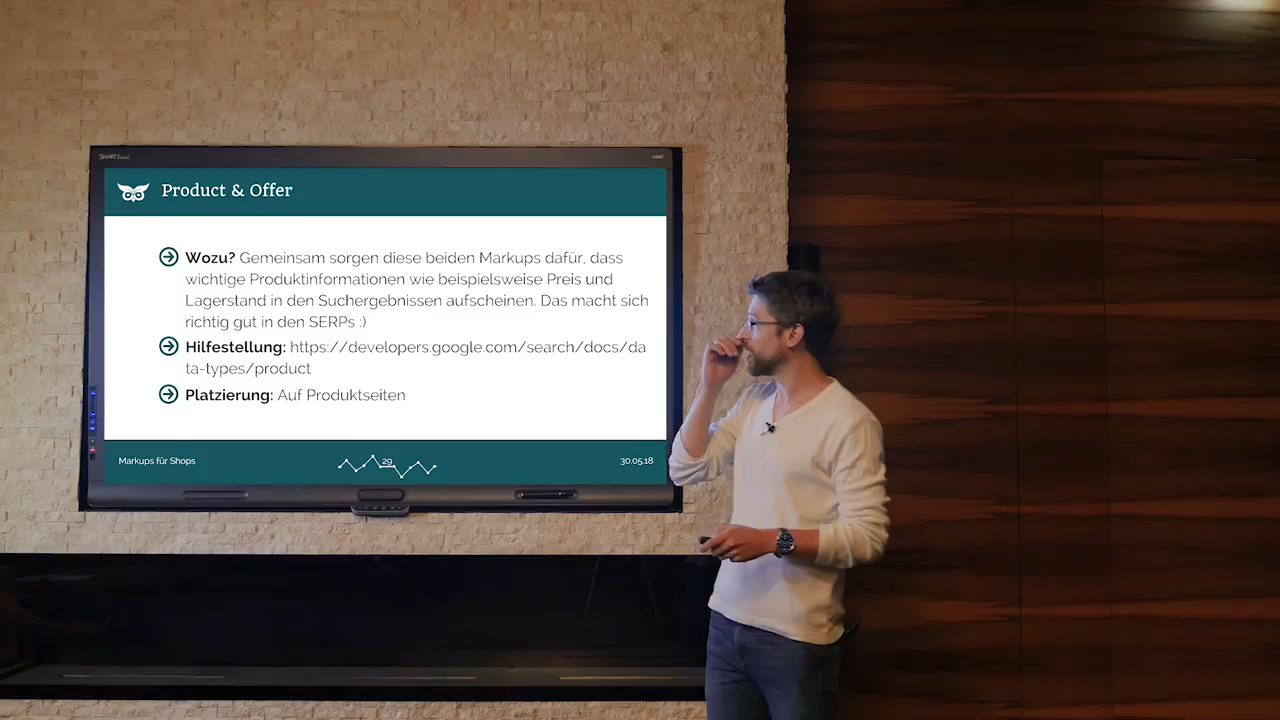 Product & Offer
Wozu? Gemeinsam sorgen diese beiden Markups dafür, dass
wichtige Produktinformationen wie beispielsweise Preis und
Lagerstand in den Suchergebnissen aufscheinen. Das macht sich
richtig gut in den SERPs :)
Hilfestellung: https://developers.google.com/search/docs/da
ta-types/product
Platzierung: Auf Produktseiten
Markups für Shops
29
30.05.18